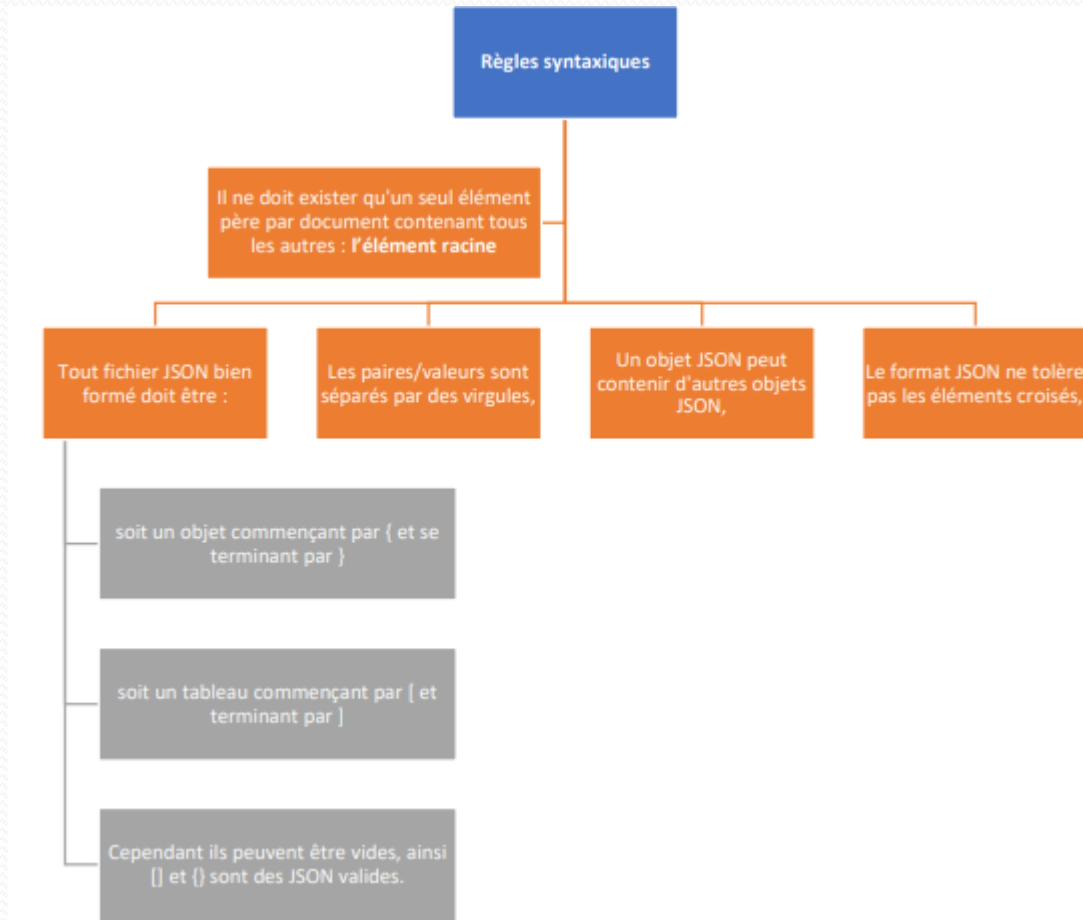 Règles syntaxiques
Il ne doit exister qu'un seul élément
père par document contenant tous
les autres : l'élément racine
Tout fichier JSON bien
formé doit être :
Les paires/valeurs sont
séparés par des virgules,
Un objet JSON peut
contenir d'autres objets
JSON,
Le format JSON ne tolère
pas les éléments croisés,
soit un objet commençant par { et se
terminant par }
soit un tableau commençant par [ et
terminant par ]
Cependant ils peuvent être vides, ainsi
[] et {} sont des JSON valides.